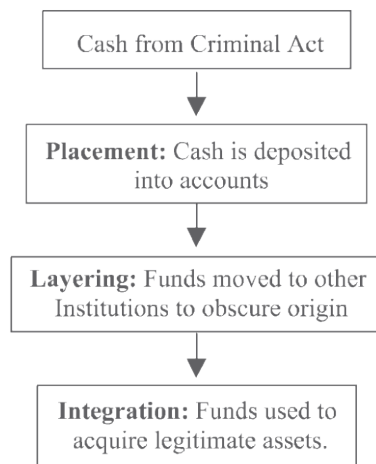 Cash from Criminal Act
Placement: Cash is deposited
into accounts
Layering: Funds moved to other
Institutions to obscure origin
Integration: Funds used to
acquire legitimate assets.